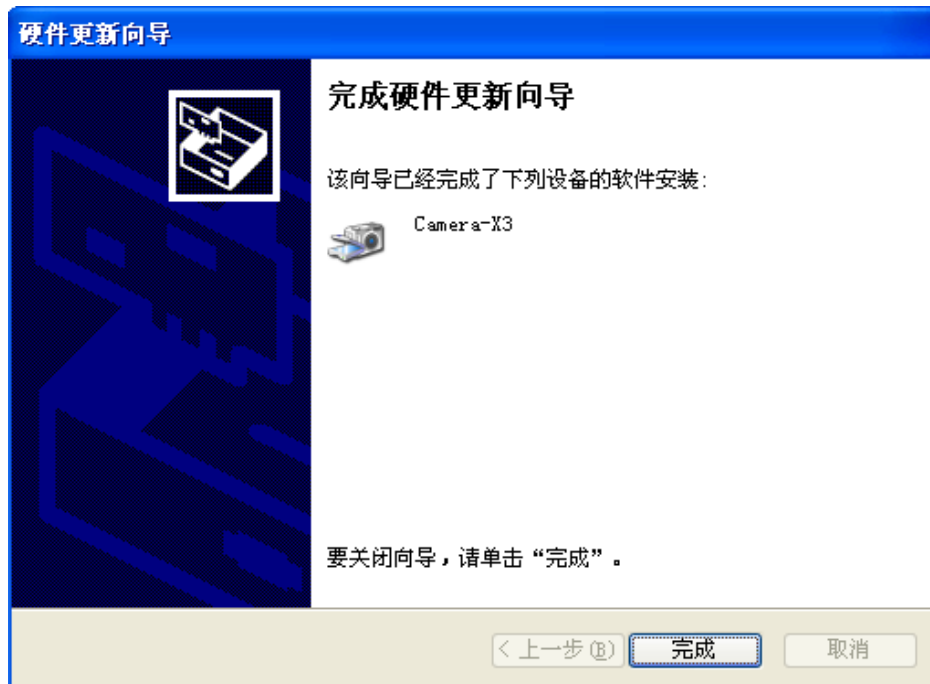 硬件更新向导
完成硬件更新向导
该向导已经完成了下列设备的软件安装:
Camera-X3
要关闭向导，请单击“完成”。
< 上一步(B)
完成
取消